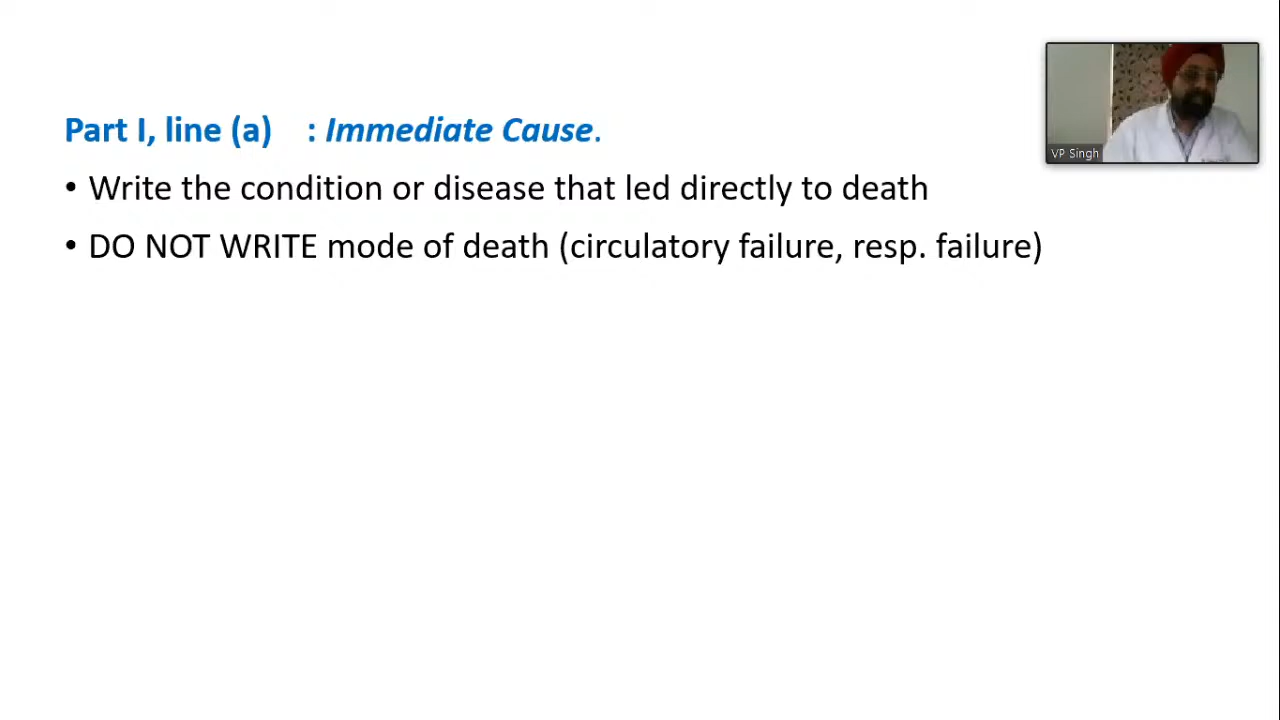 Part I, line (a) : Immediate Cause.
• Write the condition or disease that led directly to death
• DO NOT WRITE mode of death (circulatory failure, resp. failure)
VP Singh